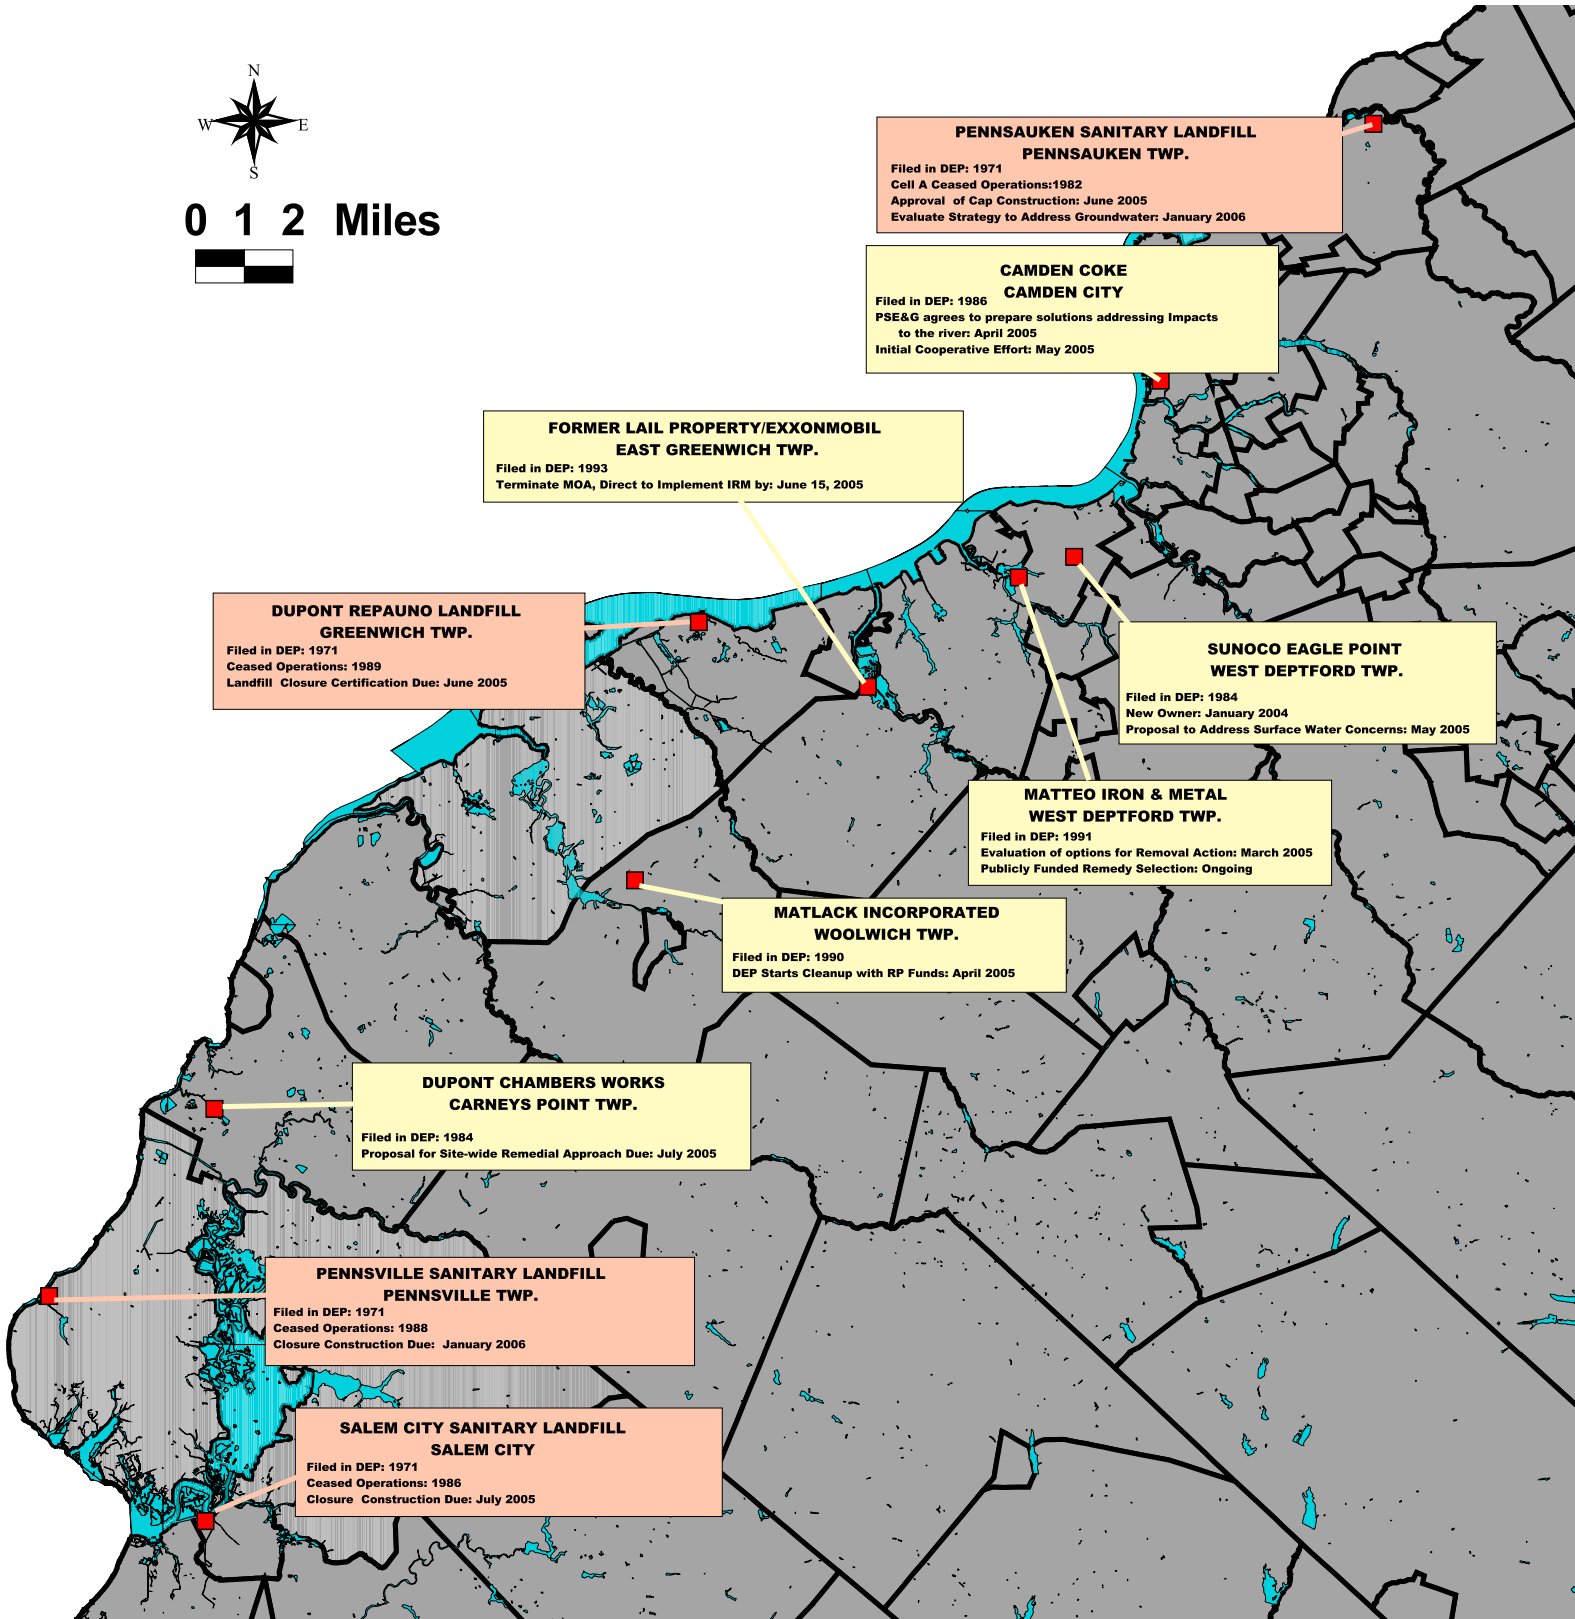 N
W E
S
0 1 2 Miles
PENNSAUKEN SANITARY LANDFILL
PENNSAUKEN TWP.
Filed in DEP: 1971
Cell A Ceased Operations:1982
Approval of Cap Construction: June 2005
Evaluate Strategy to Address Groundwater: January 2006
CAMDEN COKE
CAMDEN CITY
Filed in DEP: 1986
PSE&G agrees to prepare solutions addressing Impacts
to the river: April 2005
Initial Cooperative Effort: May 2005
FORMER LAIL PROPERTY/EXXONMOBIL
EAST GREENWICH TWP.
Filed in DEP: 1993
Terminate MOA, Direct to Implement IRM by: June 15, 2005
DUPONT REPAUNO LANDFILL
GREENWICH TWP.
Filed in DEP: 1971
Ceased Operations: 1989
Landfill Closure Certification Due: June 2005
SUNOCO EAGLE POINT
WEST DEPTFORD TWP.
Filed in DEP: 1984
New Owner: January 2004
Proposal to Address Surface Water Concerns: May 2005
MATTEO IRON & METAL
WEST DEPTFORD TWP.
Filed in DEP: 1991
Evaluation of options for Removal Action: March 2005
Publicly Funded Remedy Selection: Ongoing
MATLACK INCORPORATED
WOOLWICH TWP.
Filed in DEP: 1990
DEP Starts Cleanup with RP Funds: April 2005
DUPONT CHAMBERS WORKS
CARNEYS POINT TWP.
Filed in DEP: 1984
Proposal for Site-wide Remedial Approach Due: July 2005
PENNSVILLE SANITARY LANDFILL
PENNSVILLE TWP.
Filed in DEP: 1971
Ceased Operations: 1988
Closure Construction Due: January 2006
SALEM CITY SANITARY LANDFILL
SALEM CITY
Filed in DEP: 1971
Ceased Operations: 1986
Closure Construction Due: July 2005